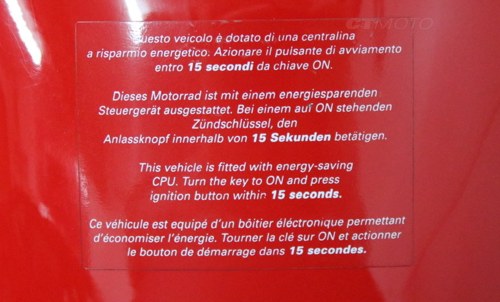 GTMOTO
Questo veicolo è dotato di una centralina
a risparmio energetico. Azionare il pulsante di avviamento
entro 15 secondi da chiave ON.
Dieses Motorrad ist mit einem energiesparenden
Steuergerät ausgestattet. Bei einem auf ON stehenden
Zündschlüssel, den
Anlassknopf innerhalb von 15 Sekunden betätigen.
This vehicle is fitted with energy-saving
CPU. Turn the key to ON and press
ignition button within 15 seconds.
Ce véhicule est equipé d'un bôitier éléctronique permettant
d'économiser l'énergie. Tourner la clé sur ON et actionner
le bouton de démarrage dans 15 secondes.